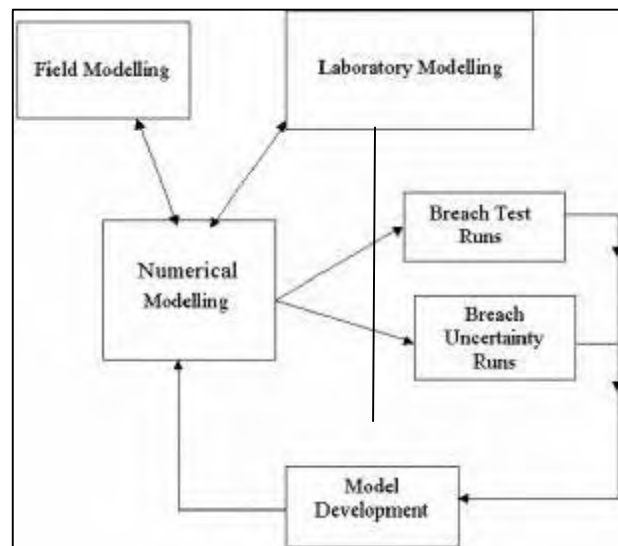 Field Modelling
Laboratory Modelling
Breach Test
Runs
Numerical
Modelling
Breach
Uncertainty
Runs
Model
Development